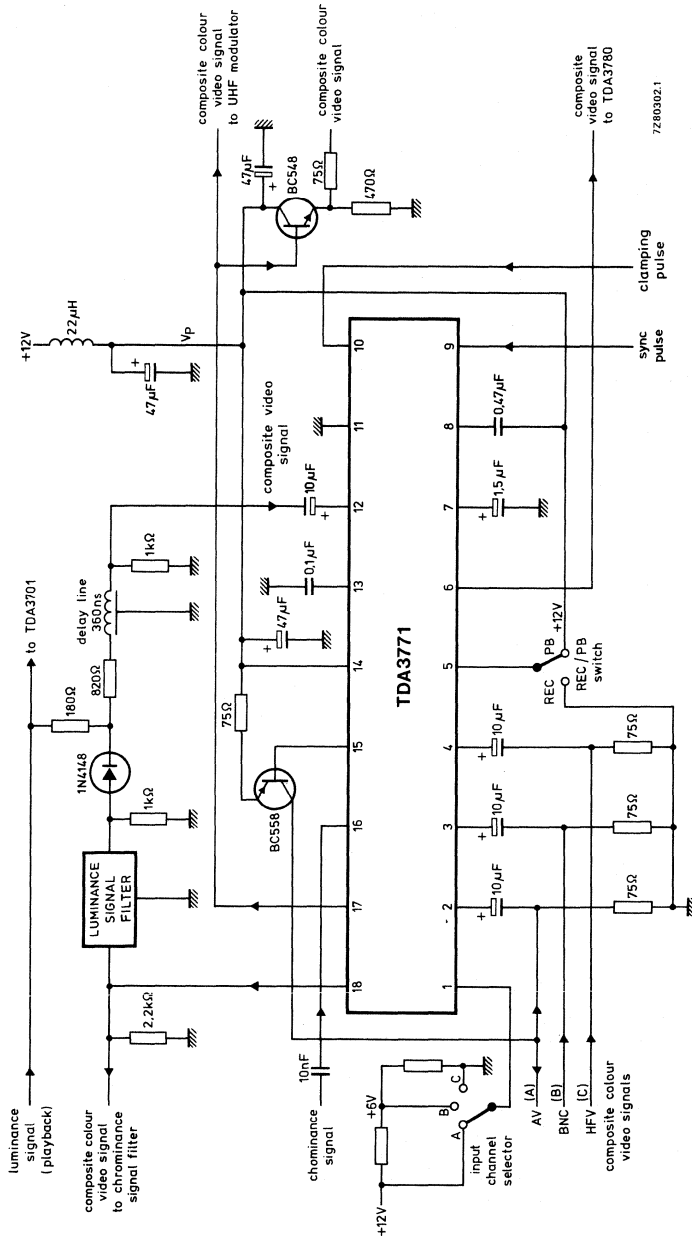 luminance
signal
(playback)
to TDA3701
composite colour
video signal
to chrominance
signal filter
2,2kΩ
LUMINANCE
SIGNAL
FILTER
1kΩ
1N4148
180Ω
820Ω
delay line
360ns
1kΩ
+12V
22µH
+
47µF
VP
composite colour
video signal
to UHF modulator
47µF
+
BC548
75Ω
470Ω
composite colour
video signal
composite video
signal
10µF
+
0,1µF
+
47µF
75Ω
BC558
10nF
chominance
signal
18
17
16
15
14
13
12
11
10
TDA3771
1
2
3
4
5
6
7
8
9
+12V
+6V
A
B
C
input
channel
selector
AV (A)
BNC (B)
HFV (C)
composite colour
video signals
+
10µF
+
10µF
+
10µF
75Ω
75Ω
75Ω
REC
PB
+12V
REC / PB
switch
+
1,5µF
0,47µF
sync
pulse
clamping
pulse
composite
video signal
to TDA3780
7Z80302.1